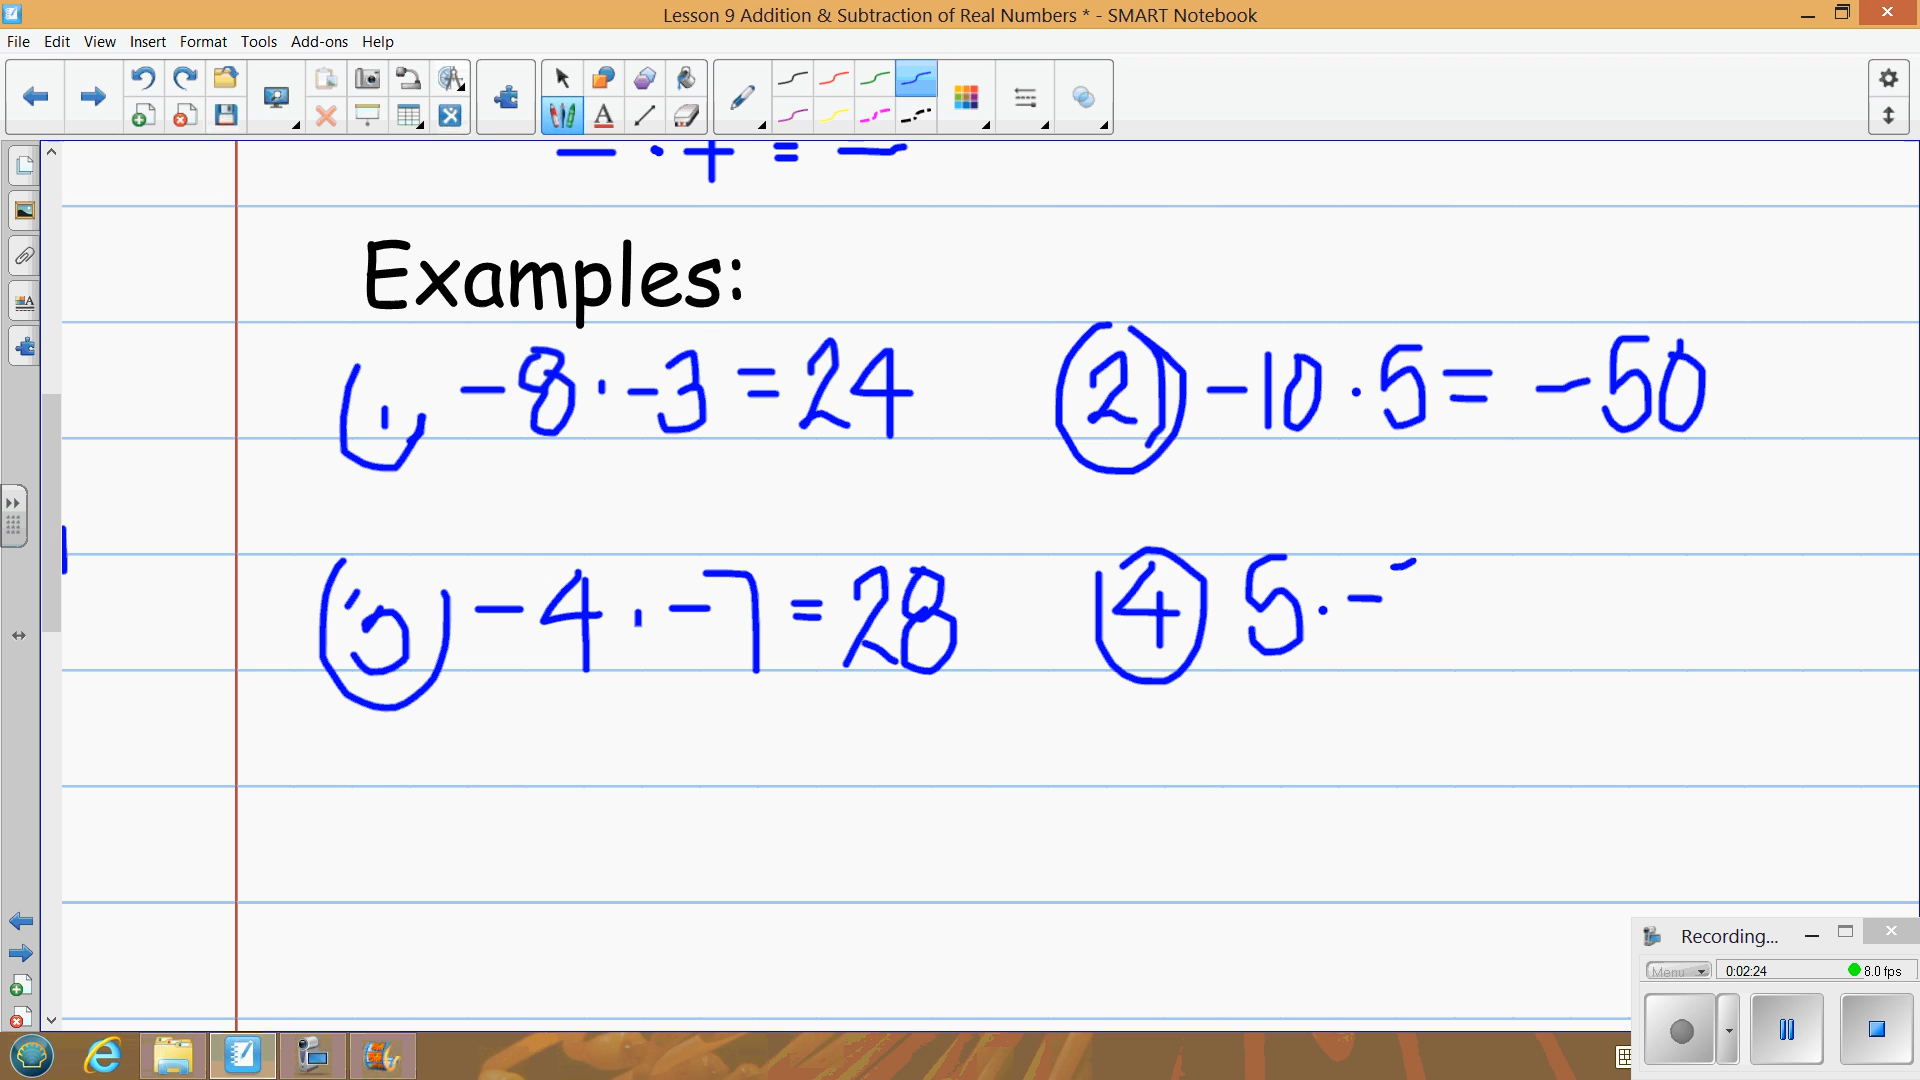 Lesson 9 Addition & Subtraction of Real Numbers * - SMART Notebook
File Edit View Insert Format Tools Add-ons Help
- · + = -
Examples:
1) -8 · -3 = 24
2) -10 · 5 = -50
3) -4 · -7 = 28
4 5 · -
Recording...
Menu 0:02:24 8.0 fps